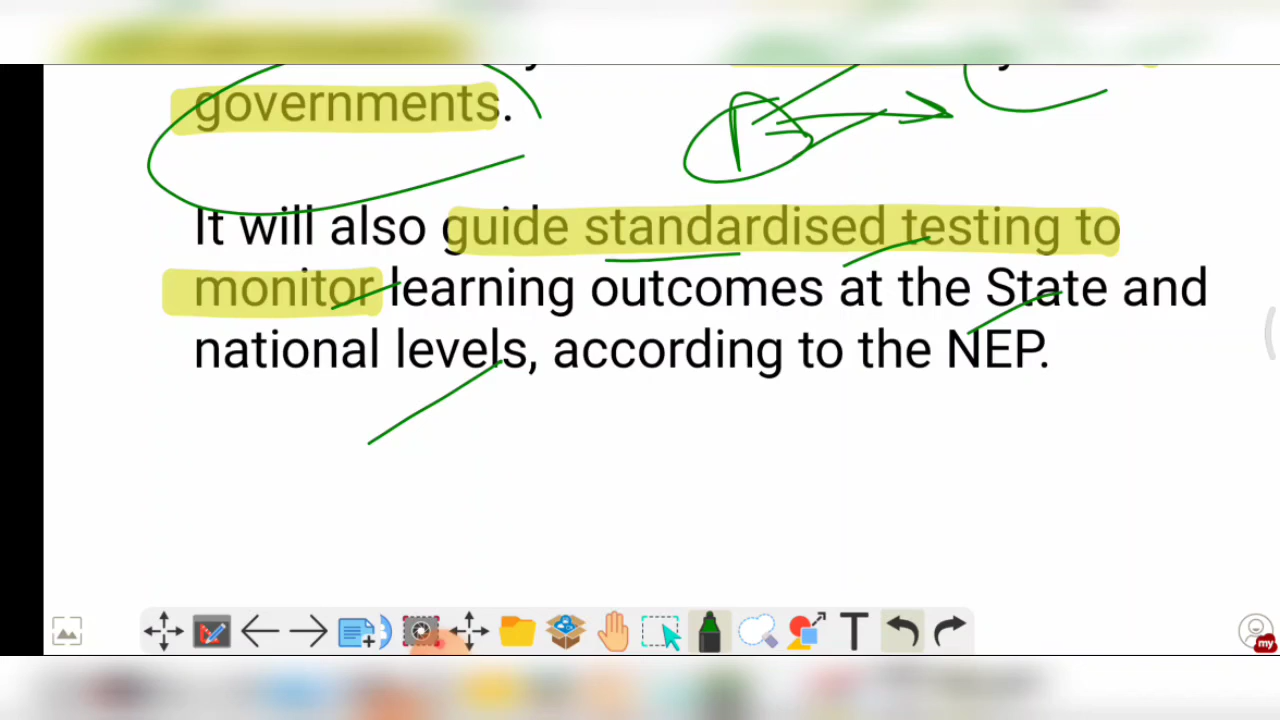 governments.
It will also guide standardised testing to
monitor learning outcomes at the State and
national levels, according to the NEP.
T
my